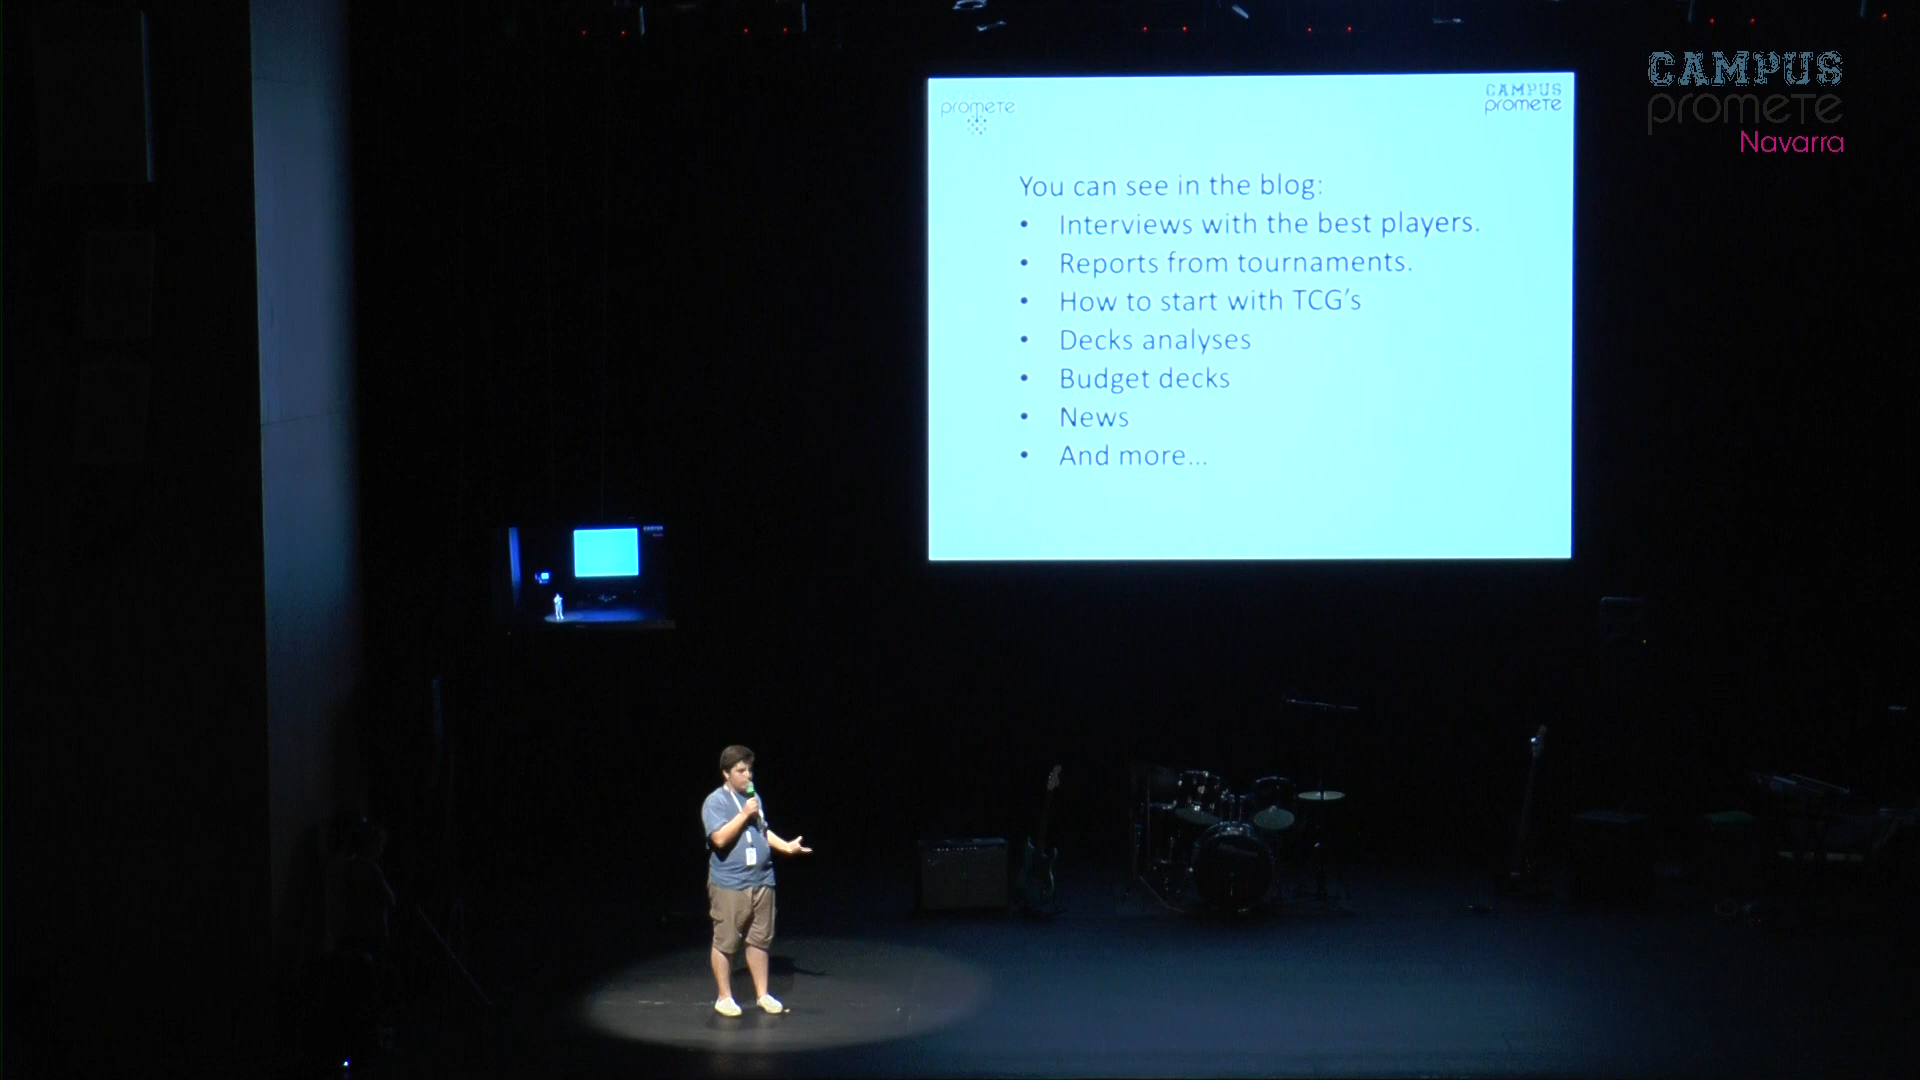 CAMPUS
promeTe
Navarra
promeTe
CAMPUS
promeTe
You can see in the blog:
• Interviews with the best players.
• Reports from tournaments.
• How to start with TCG’s
• Decks analyses
• Budget decks
• News
• And more...